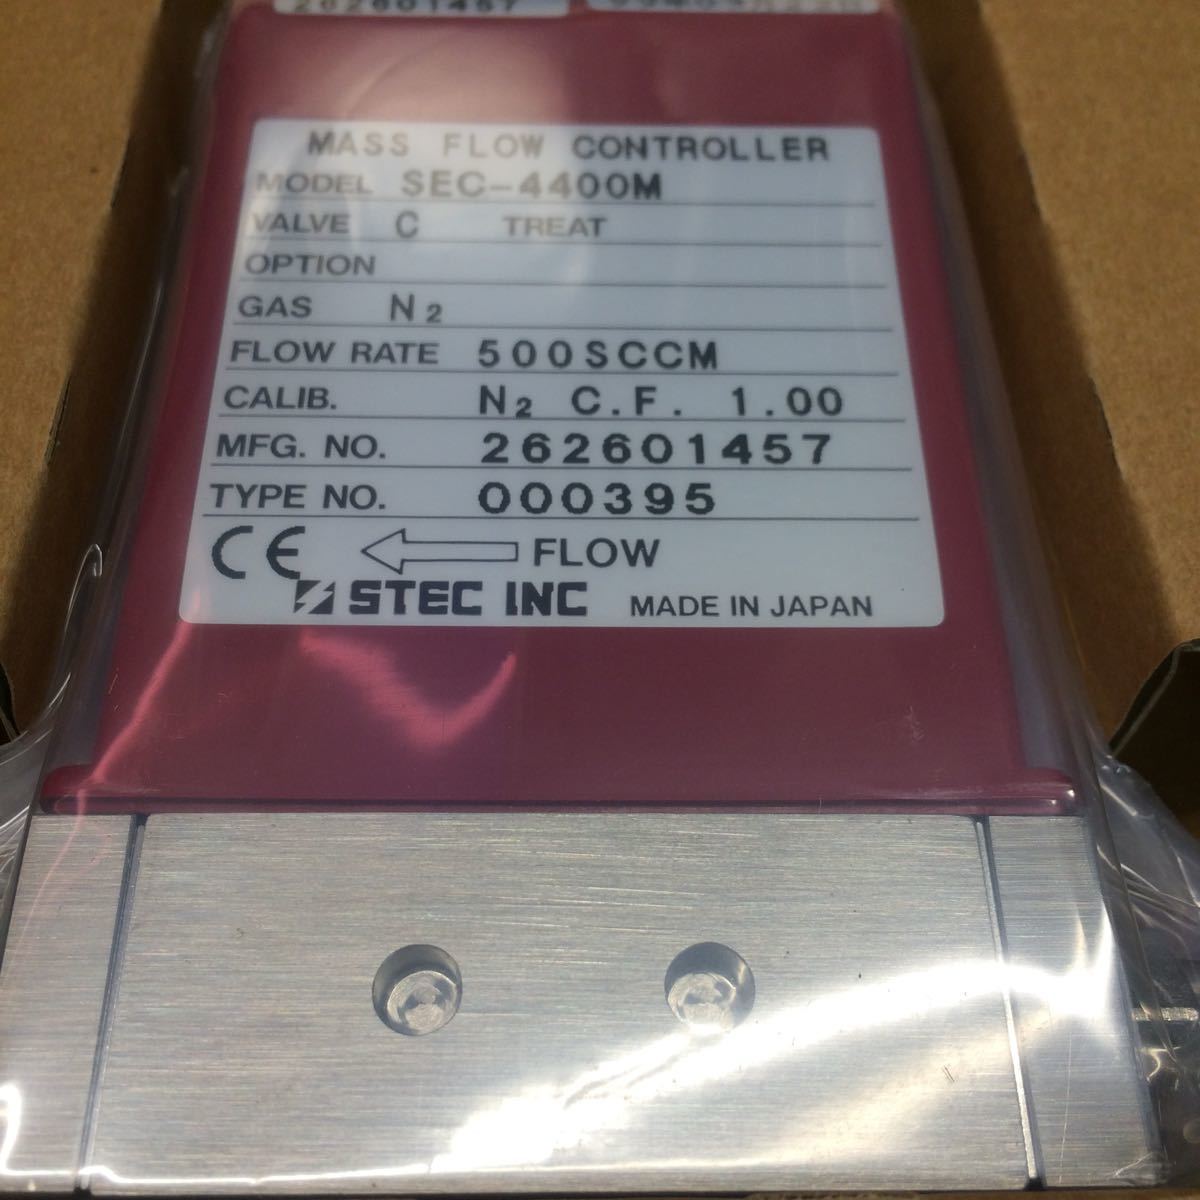 262601457
MASS FLOW CONTROLLER
MODEL SEC-4400M
VALVE C TREAT
OPTION
GAS N2
FLOW RATE 500SCCM
CALIB. N2 C.F. 1.00
MFG. NO. 262601457
TYPE NO. 000395
CE FLOW
STEC INC MADE IN JAPAN